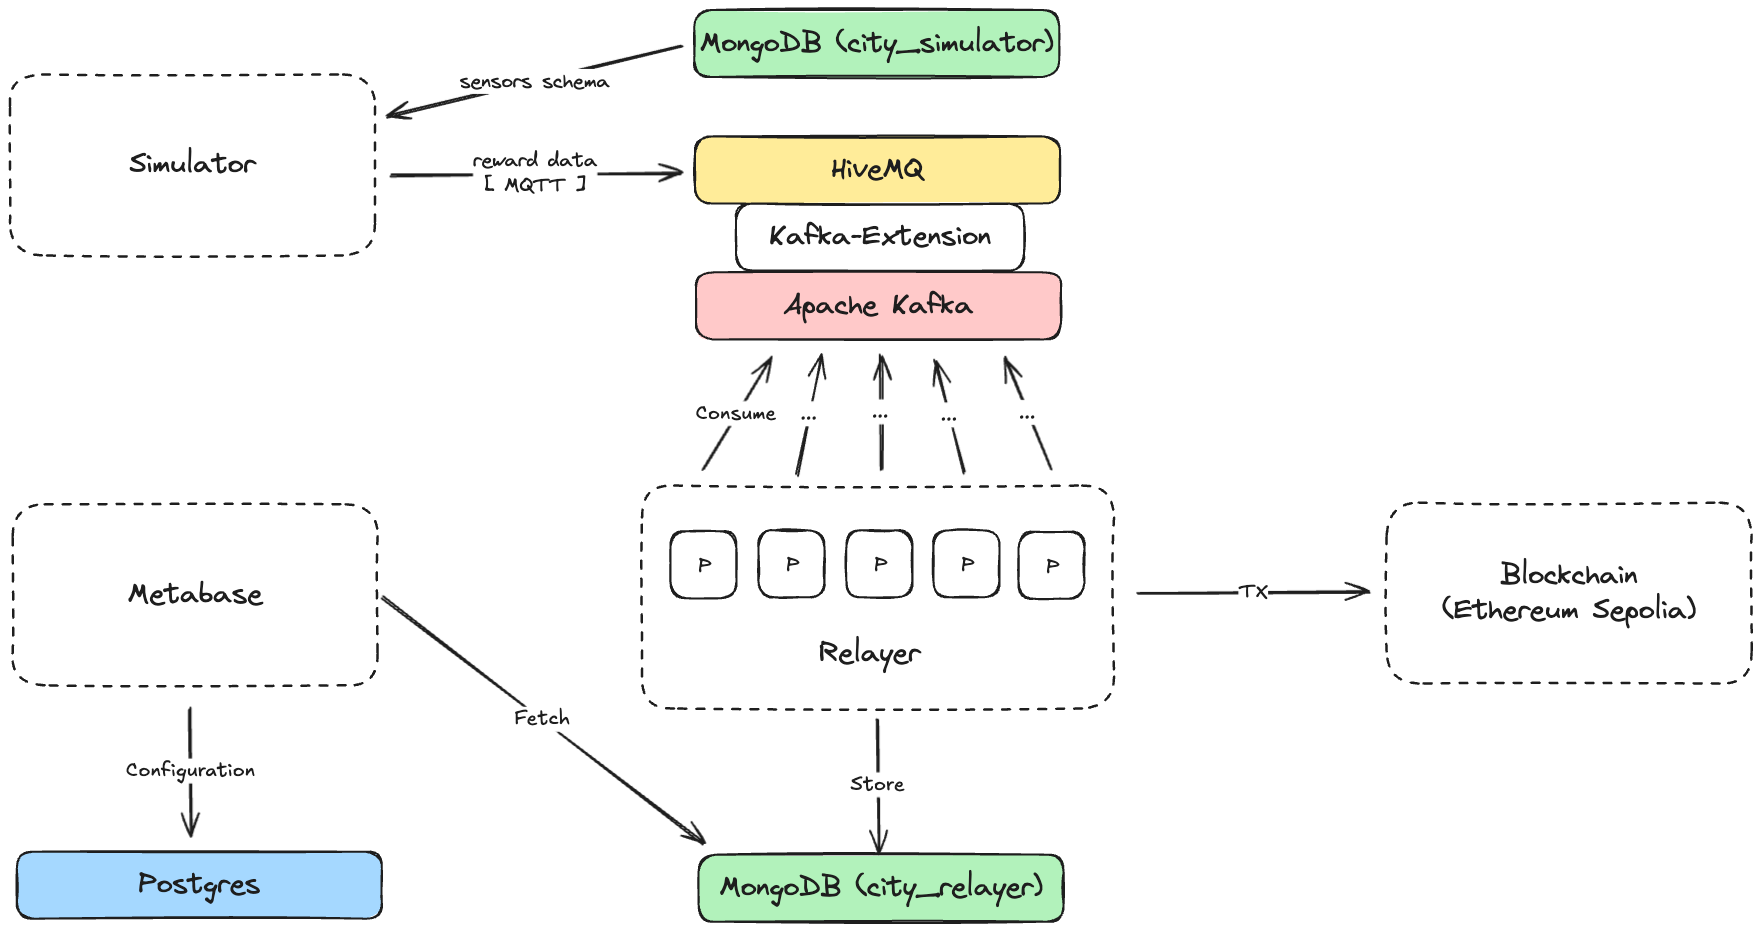 MongoDB (city_simulator)
sensors schema
Simulator
reward data
[ MQTT ]
HiveMQ
Kafka-Extension
Apache Kafka
Consume
...
...
...
...
P
P
P
P
P
Relayer
Metabase
TX
Blockchain
(Ethereum Sepolia)
Fetch
Configuration
Store
Postgres
MongoDB (city_relayer)